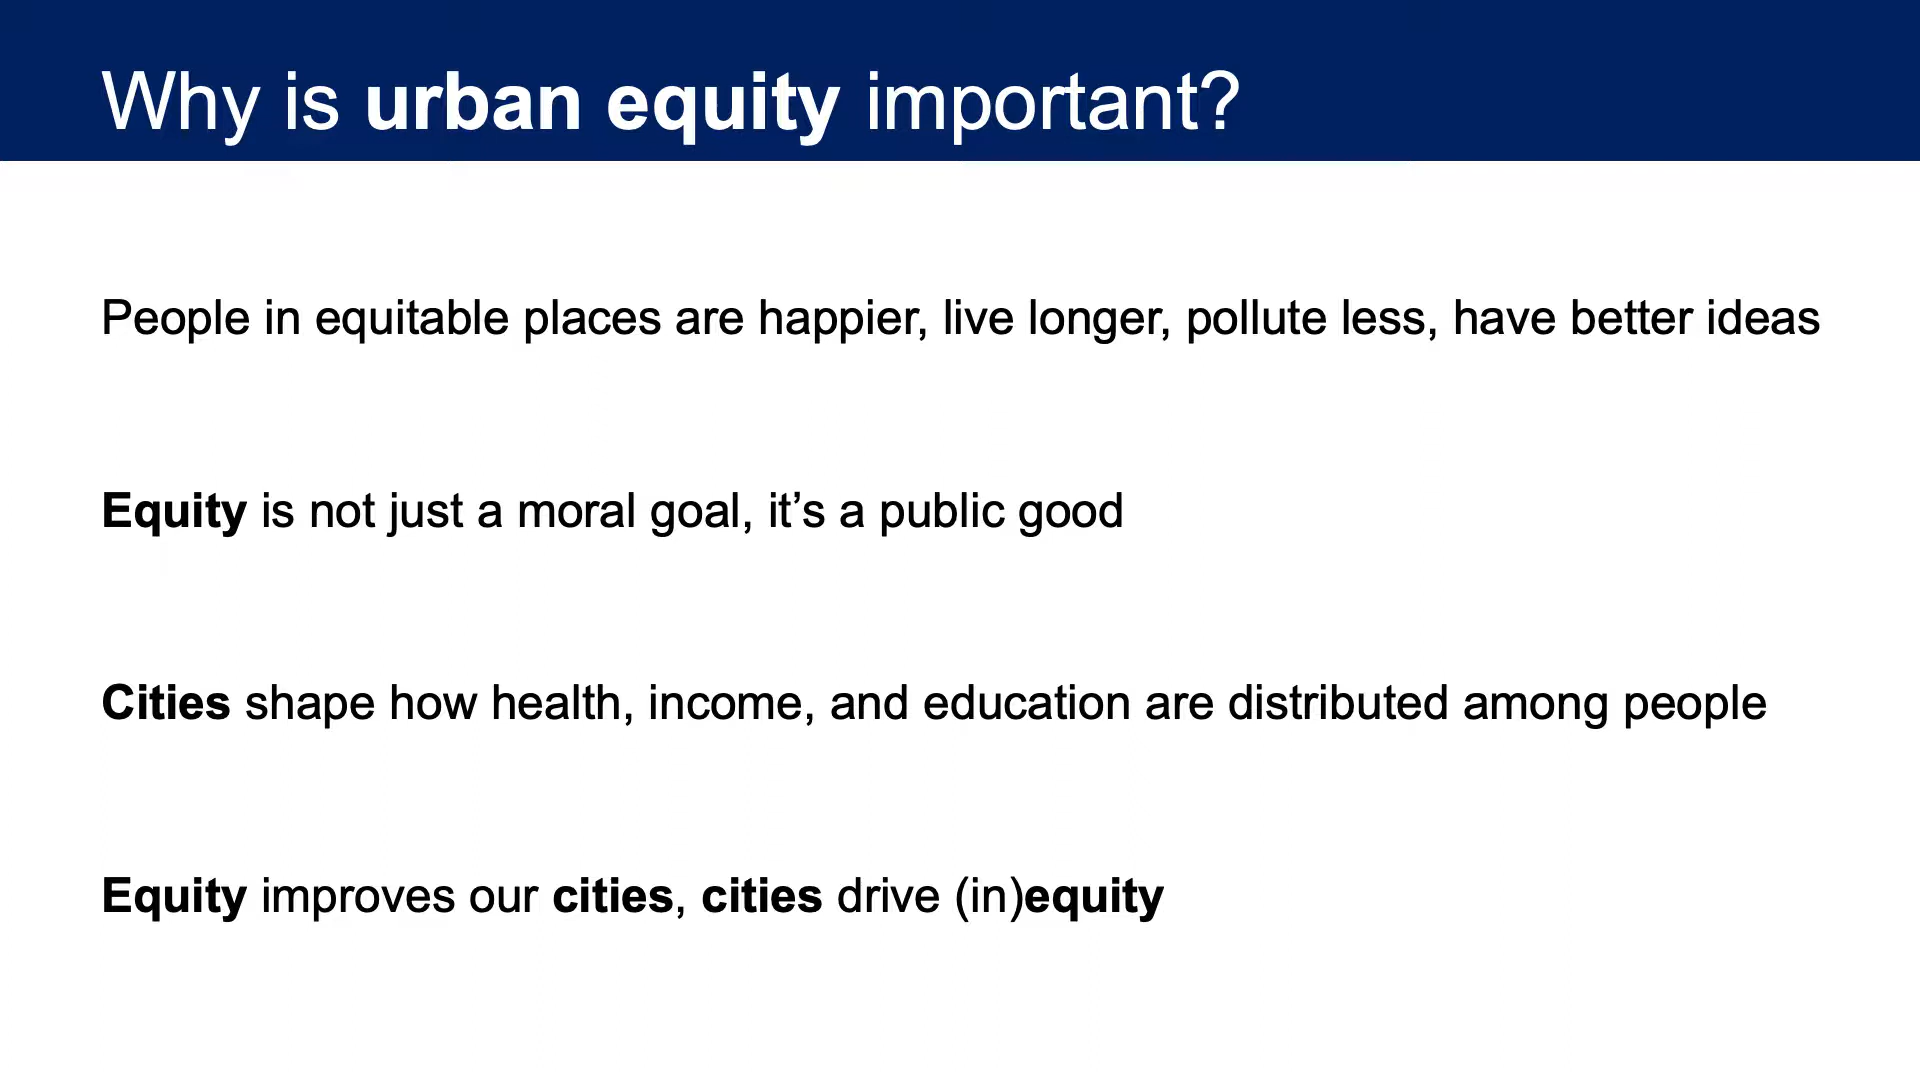 Why is urban equity important?
People in equitable places are happier, live longer, pollute less, have better ideas
Equity is not just a moral goal, it’s a public good
Cities shape how health, income, and education are distributed among people
Equity improves our cities, cities drive (in)equity